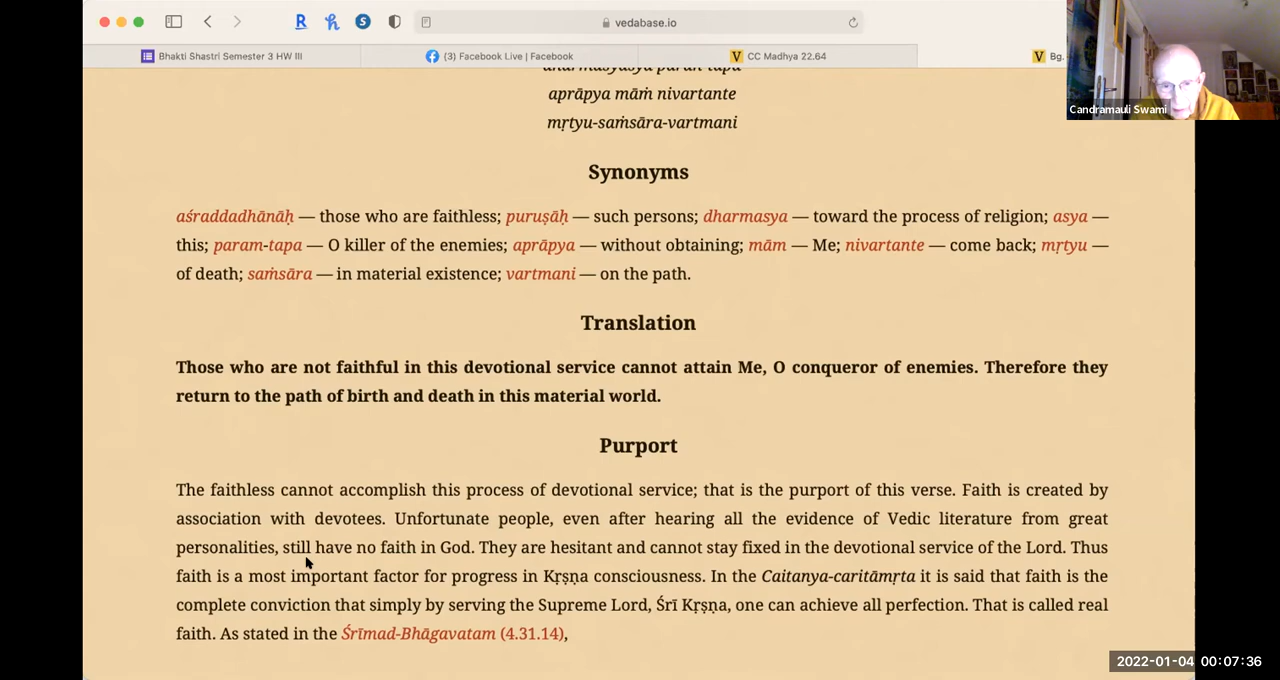 vedabase.io
Bhakti Shastri Semester 3 HW III
(3) Facebook Live | Facebook
CC Madhya 22.64
Bg.
Candramauli Swami
aprāpya māṁ nivartante
mṛtyu-saṁsāra-vartmani
Synonyms
aśraddadhānāḥ — those who are faithless; puruṣāḥ — such persons; dharmasya — toward the process of religion; asya —
this; param-tapa — O killer of the enemies; aprāpya — without obtaining; mām — Me; nivartante — come back; mṛtyu —
of death; saṁsāra — in material existence; vartmani — on the path.
Translation
Those who are not faithful in this devotional service cannot attain Me, O conqueror of enemies. Therefore they
return to the path of birth and death in this material world.
Purport
The faithless cannot accomplish this process of devotional service; that is the purport of this verse. Faith is created by
association with devotees. Unfortunate people, even after hearing all the evidence of Vedic literature from great
personalities, still have no faith in God. They are hesitant and cannot stay fixed in the devotional service of the Lord. Thus
faith is a most important factor for progress in Kṛṣṇa consciousness. In the Caitanya-caritāmṛta it is said that faith is the
complete conviction that simply by serving the Supreme Lord, Śrī Kṛṣṇa, one can achieve all perfection. That is called real
faith. As stated in the Śrīmad-Bhāgavatam (4.31.14),
2022-01-04 00:07:36